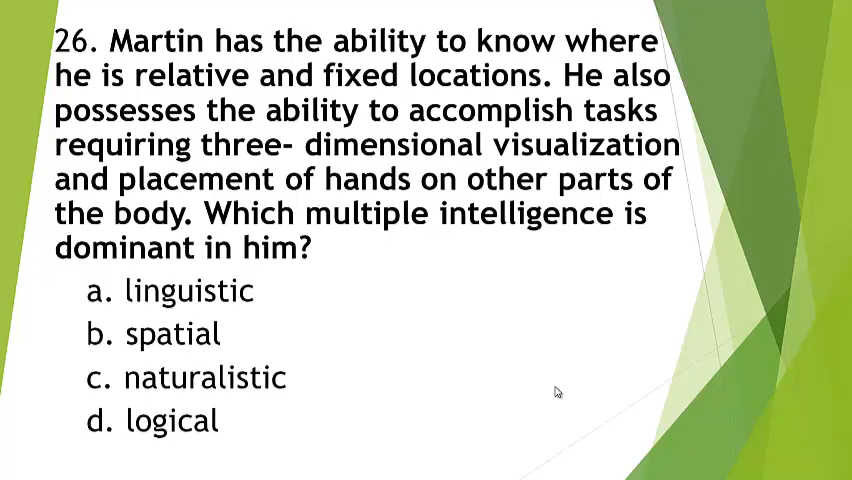 26. Martin has the ability to know where
he is relative and fixed locations. He also
possesses the ability to accomplish tasks
requiring three- dimensional visualization
and placement of hands on other parts of
the body. Which multiple intelligence is
dominant in him?
a. linguistic
b. spatial
c. naturalistic
d. logical